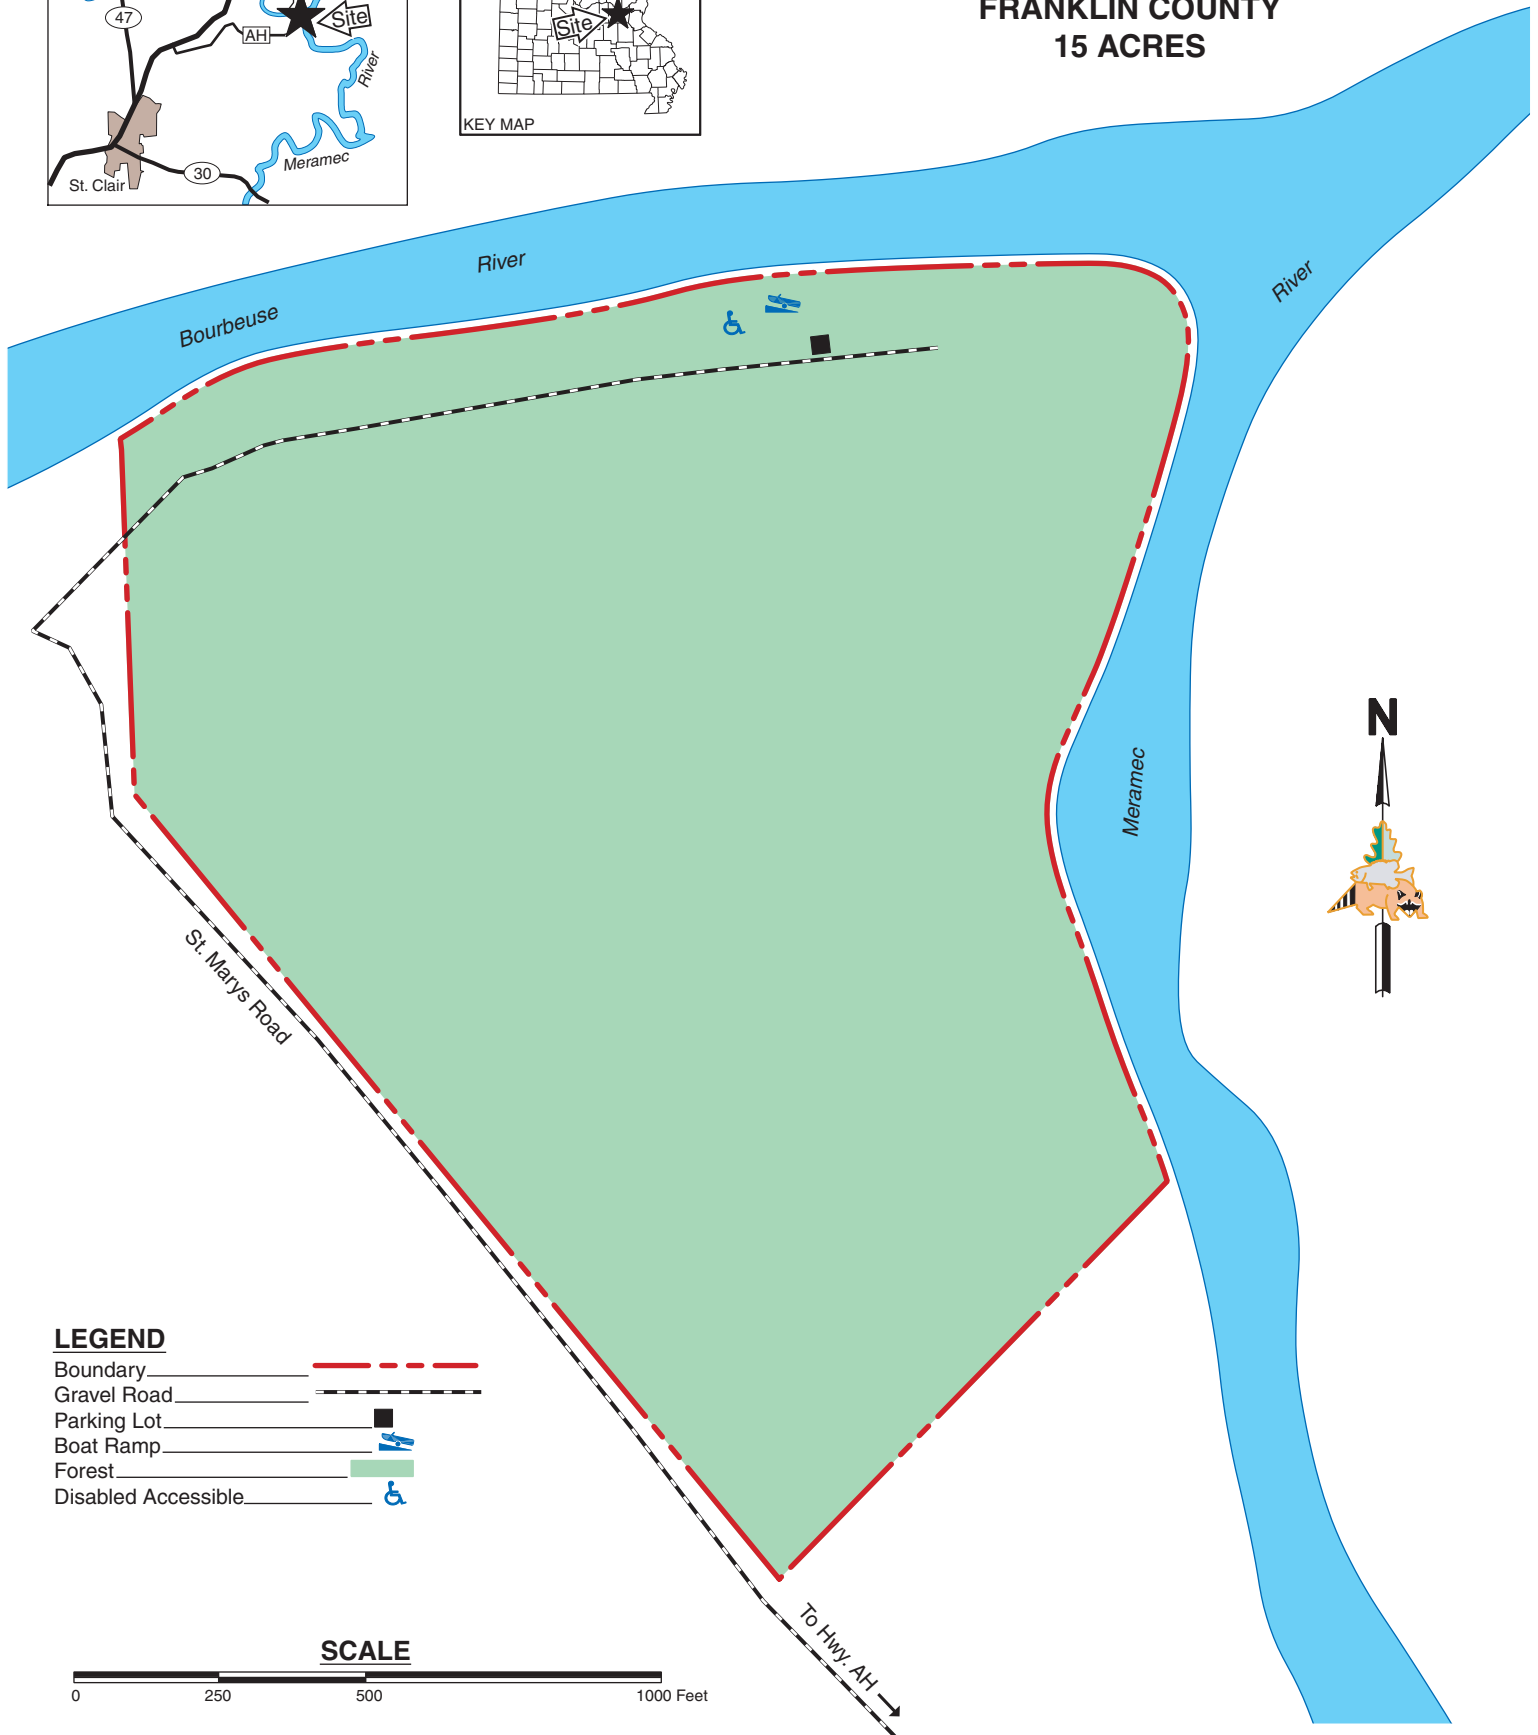 FRANKLIN COUNTY
15 ACRES
47
AH
Site
River
Meramec
30
St. Clair
Site
KEY MAP
River
Bourbeuse
River
Meramec
N
St. Marys Road
LEGEND
Boundary
Gravel Road
Parking Lot
Boat Ramp
Forest
Disabled Accessible
To Hwy. AH
SCALE
0 250 500 1000 Feet